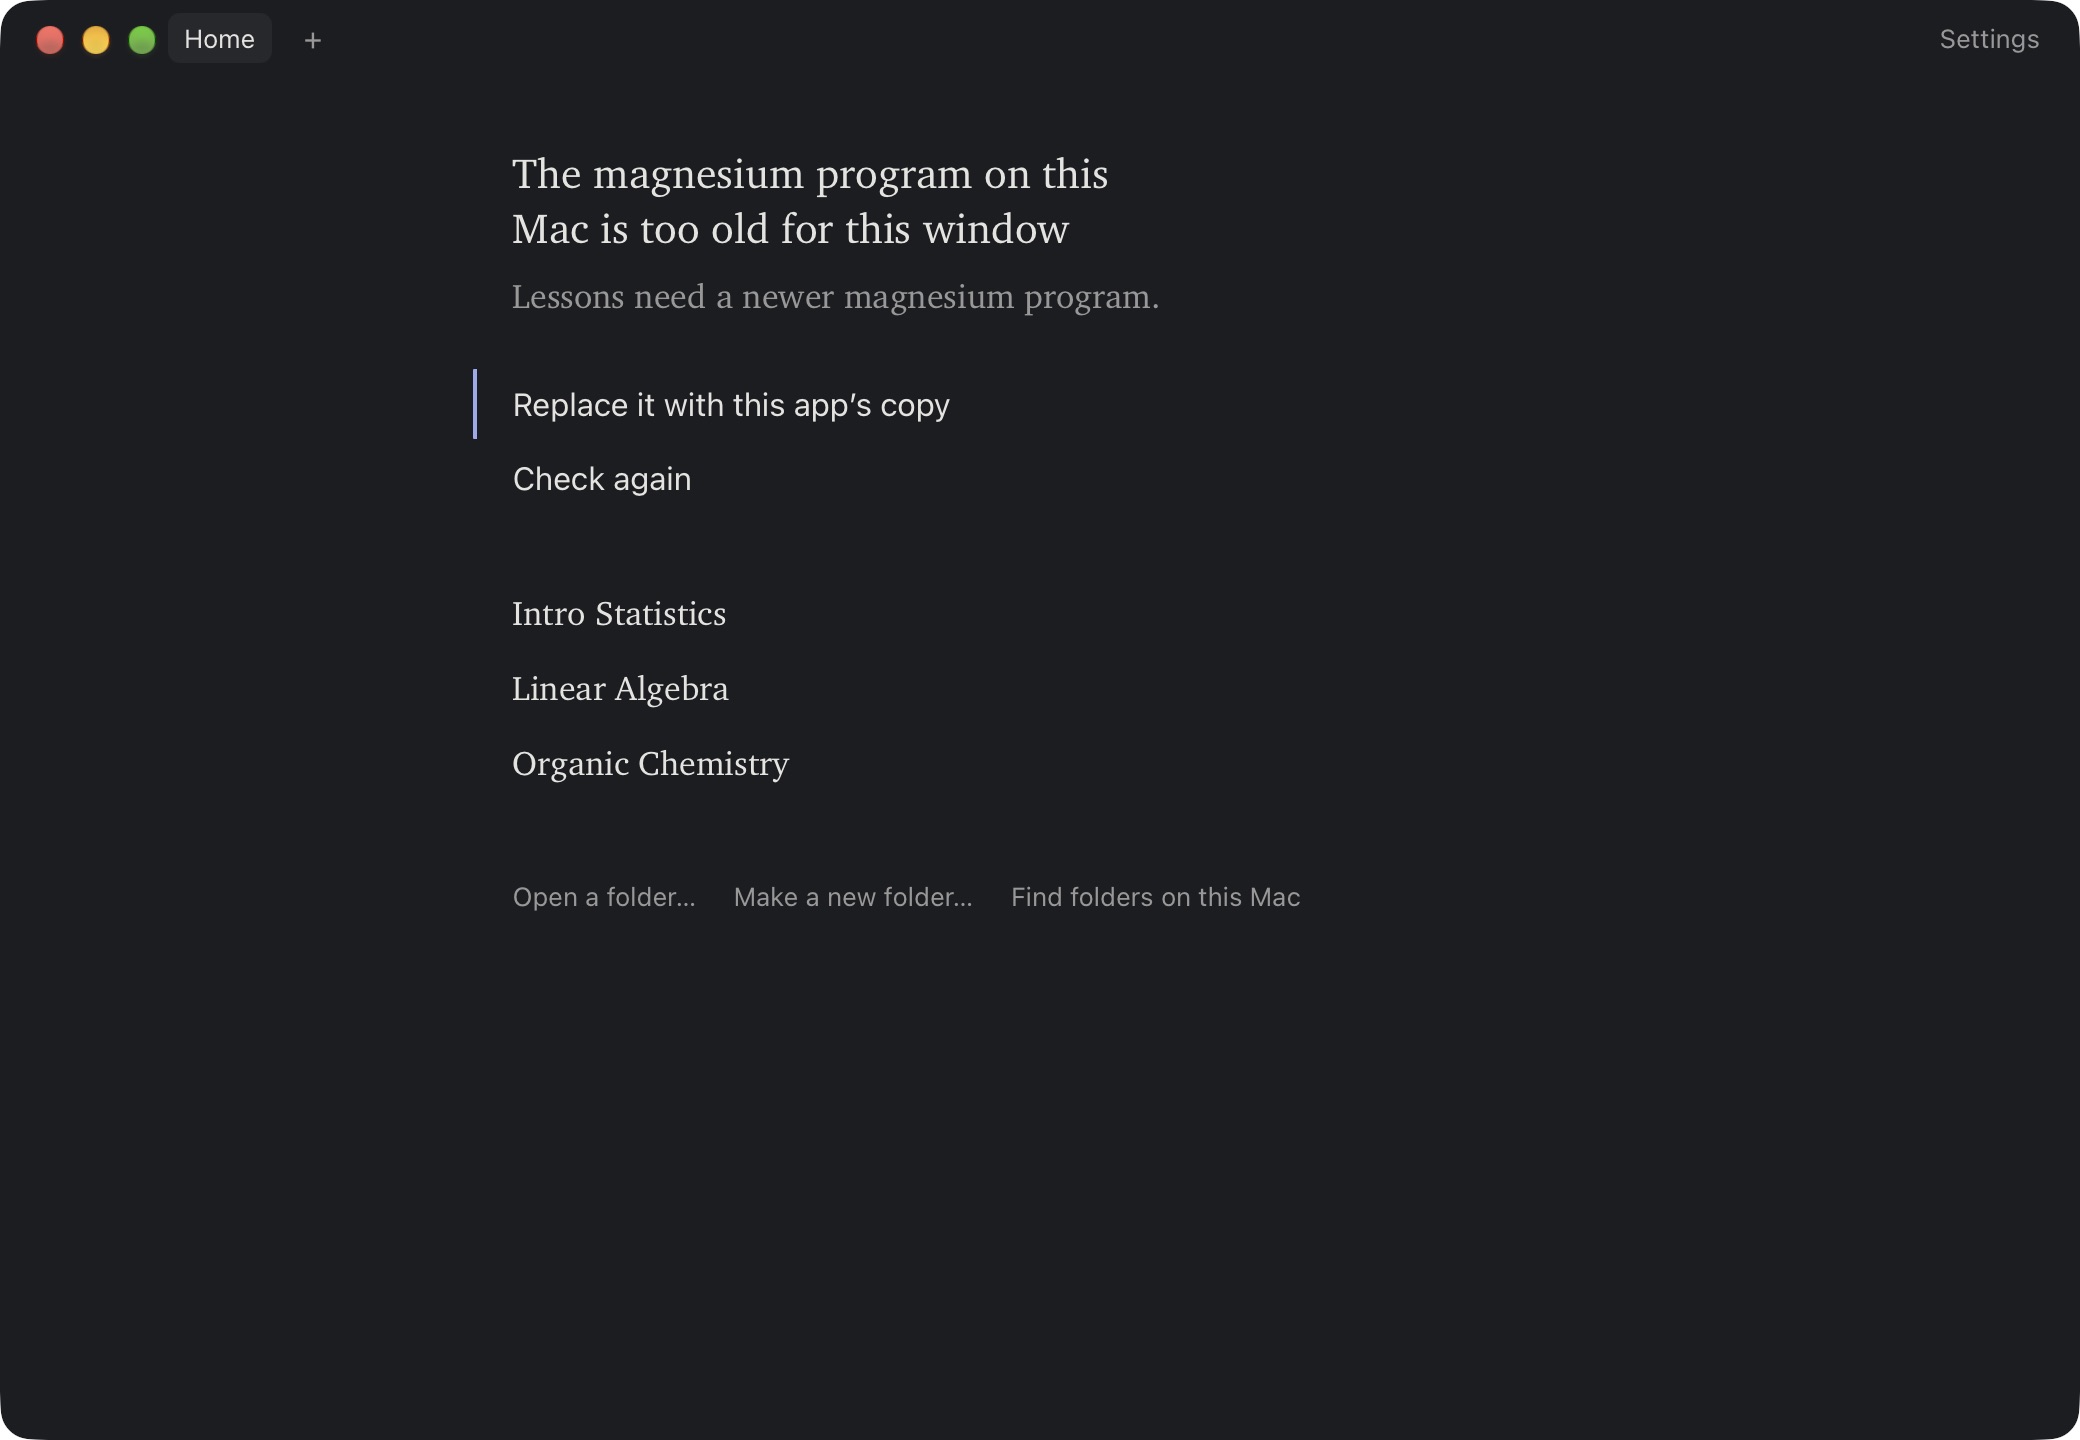 Home
+
Settings
The magnesium program on this
Mac is too old for this window
Lessons need a newer magnesium program.
Replace it with this app’s copy
Check again
Intro Statistics
Linear Algebra
Organic Chemistry
Open a folder… Make a new folder… Find folders on this Mac